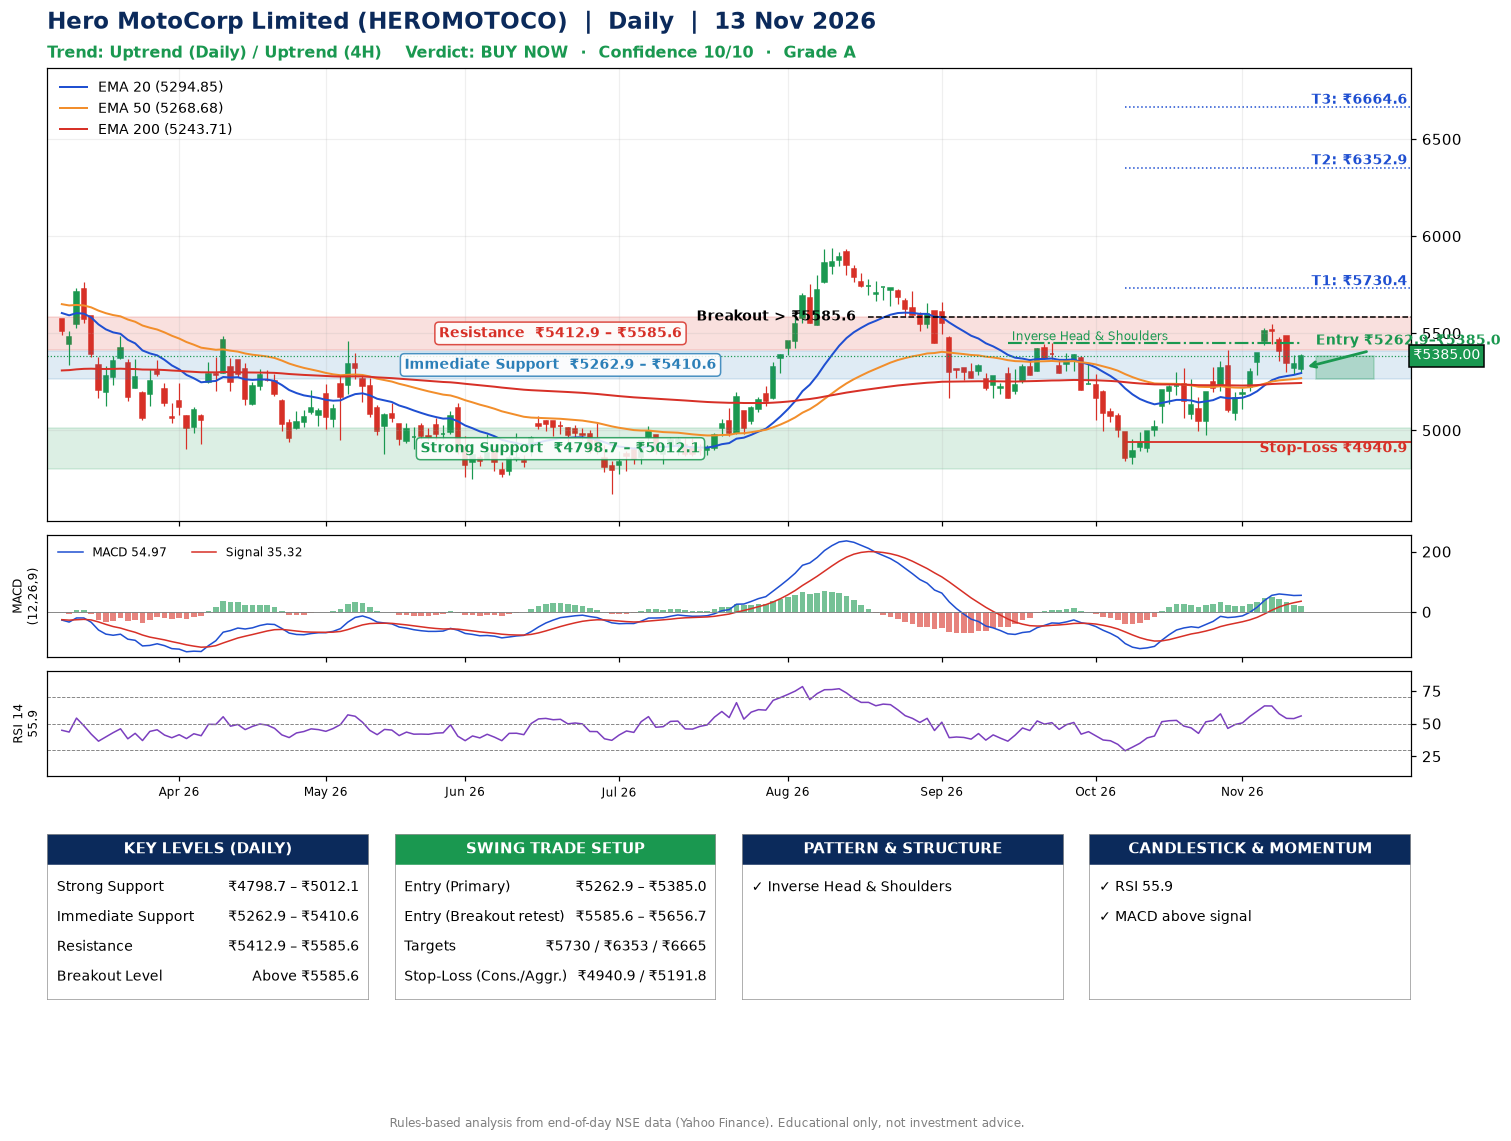 Hero MotoCorp Limited (HEROMOTOCO) | Daily | 13 Nov 2026
Trend: Uptrend (Daily) / Uptrend (4H) Verdict: BUY NOW · Confidence 10/10 · Grade A
EMA 20 (5294.85)
EMA 50 (5268.68)
EMA 200 (5243.71)
T3: ₹6664.6
6500
T2: ₹6352.9
6000
T1: ₹5730.4
Breakout > ₹5585.6
Resistance ₹5412.9 – ₹5585.6
Inverse Head & Shoulders
5500
Entry ₹5262.9–₹5385.0
₹5385.00
Immediate Support ₹5262.9 – ₹5410.6
5000
Strong Support ₹4798.7 – ₹5012.1
Stop-Loss ₹4940.9
MACD 54.97 Signal 35.32
MACD
(12,26,9)
200
0
RSI 14
55.9
75
50
25
Apr 26 May 26 Jun 26 Jul 26 Aug 26 Sep 26 Oct 26 Nov 26
KEY LEVELS (DAILY)
Strong Support ₹4798.7 – ₹5012.1
Immediate Support ₹5262.9 – ₹5410.6
Resistance ₹5412.9 – ₹5585.6
Breakout Level Above ₹5585.6
SWING TRADE SETUP
Entry (Primary) ₹5262.9 – ₹5385.0
Entry (Breakout retest) ₹5585.6 – ₹5656.7
Targets ₹5730 / ₹6353 / ₹6665
Stop-Loss (Cons./Aggr.) ₹4940.9 / ₹5191.8
PATTERN & STRUCTURE
✓ Inverse Head & Shoulders
CANDLESTICK & MOMENTUM
✓ RSI 55.9
✓ MACD above signal
Rules-based analysis from end-of-day NSE data (Yahoo Finance). Educational only, not investment advice.